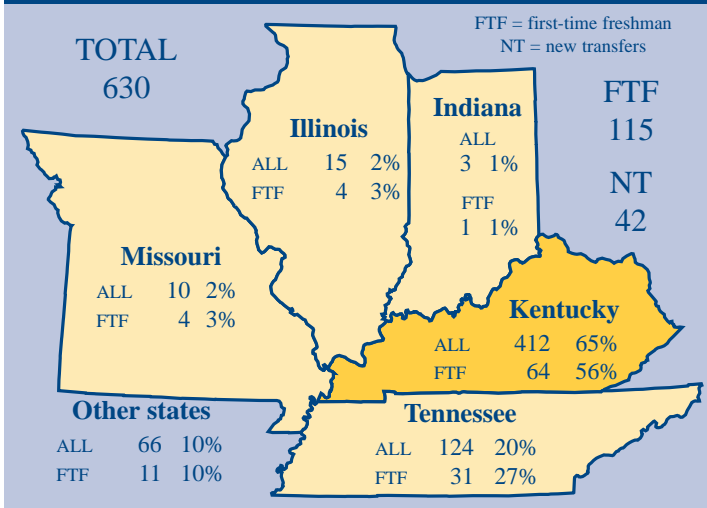 FTF = first-time freshman
NT = new transfers
TOTAL
630
FTF
115
NT
42
Illinois
ALL 15 2%
FTF 4 3%
Indiana
ALL
3 1%
FTF
1 1%
Missouri
ALL 10 2%
FTF 4 3%
Kentucky
ALL 412 65%
FTF 64 56%
Other states
ALL 66 10%
FTF 11 10%
Tennessee
ALL 124 20%
FTF 31 27%